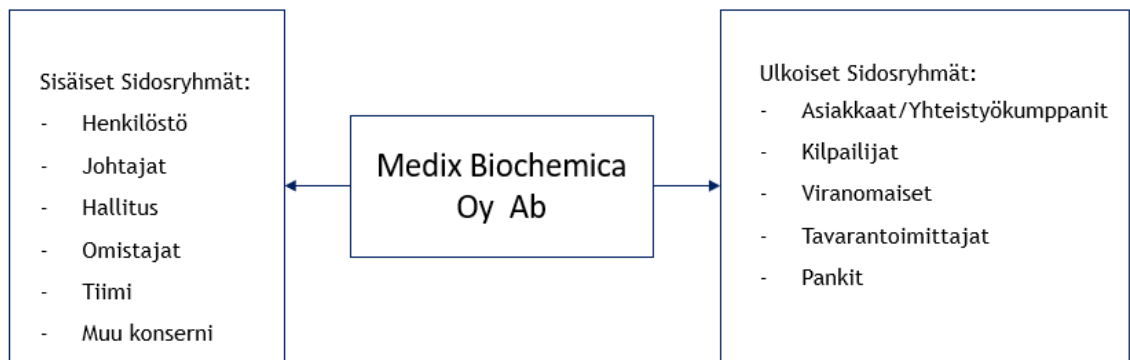 Sisäiset Sidosryhmät:
- Henkilöstö
- Johtajat
- Hallitus
- Omistajat
- Tiimi
- Muu konserni
Medix Biochemica
Oy Ab
Ulkoiset Sidosryhmät:
- Asiakkaat/Yhteistyökumppanit
- Kilpailijat
- Viranomaiset
- Tavarantoimittajat
- Pankit